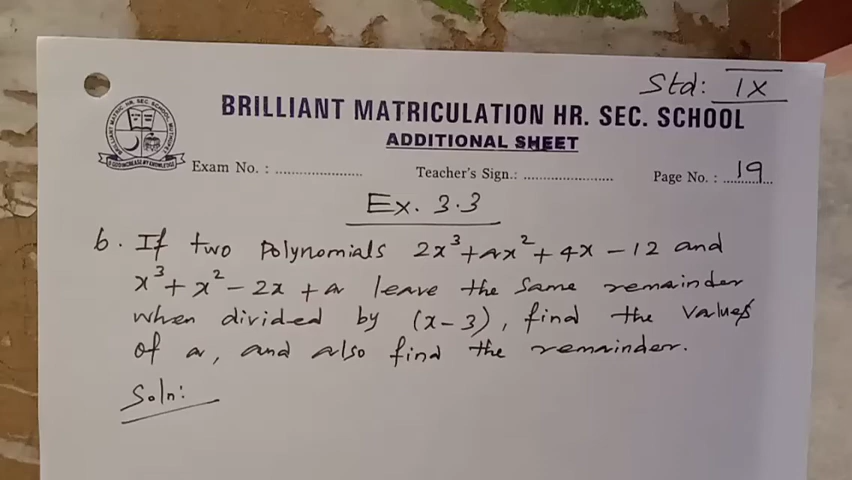 Std: IX
BRILLIANT MATRICULATION HR. SEC. SCHOOL
ADDITIONAL SHEET
Exam No. : ...................... Teacher's Sign.: ....................... Page No. : 19
Ex. 3.3
6. If two polynomials 2x³+ax²+4x-12 and
x³+x²-2x+a leave the same remainder
when divided by (x-3), find the values
of a, and also find the remainder.
Soln: